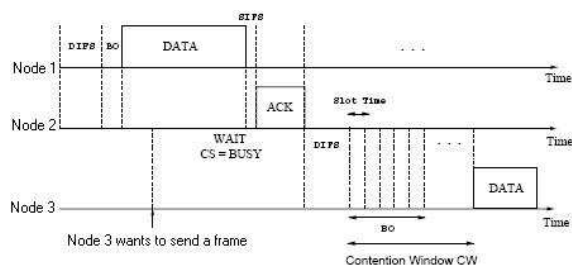 SIFS
DIFS BO DATA . . .
Node 1
Time
ACK
Slot Time
Node 2
WAIT
CS = BUSY
DIFS
. . .
Time
DATA
Node 3
Time
BO
Node 3 wants to send a frame
Contention Window CW